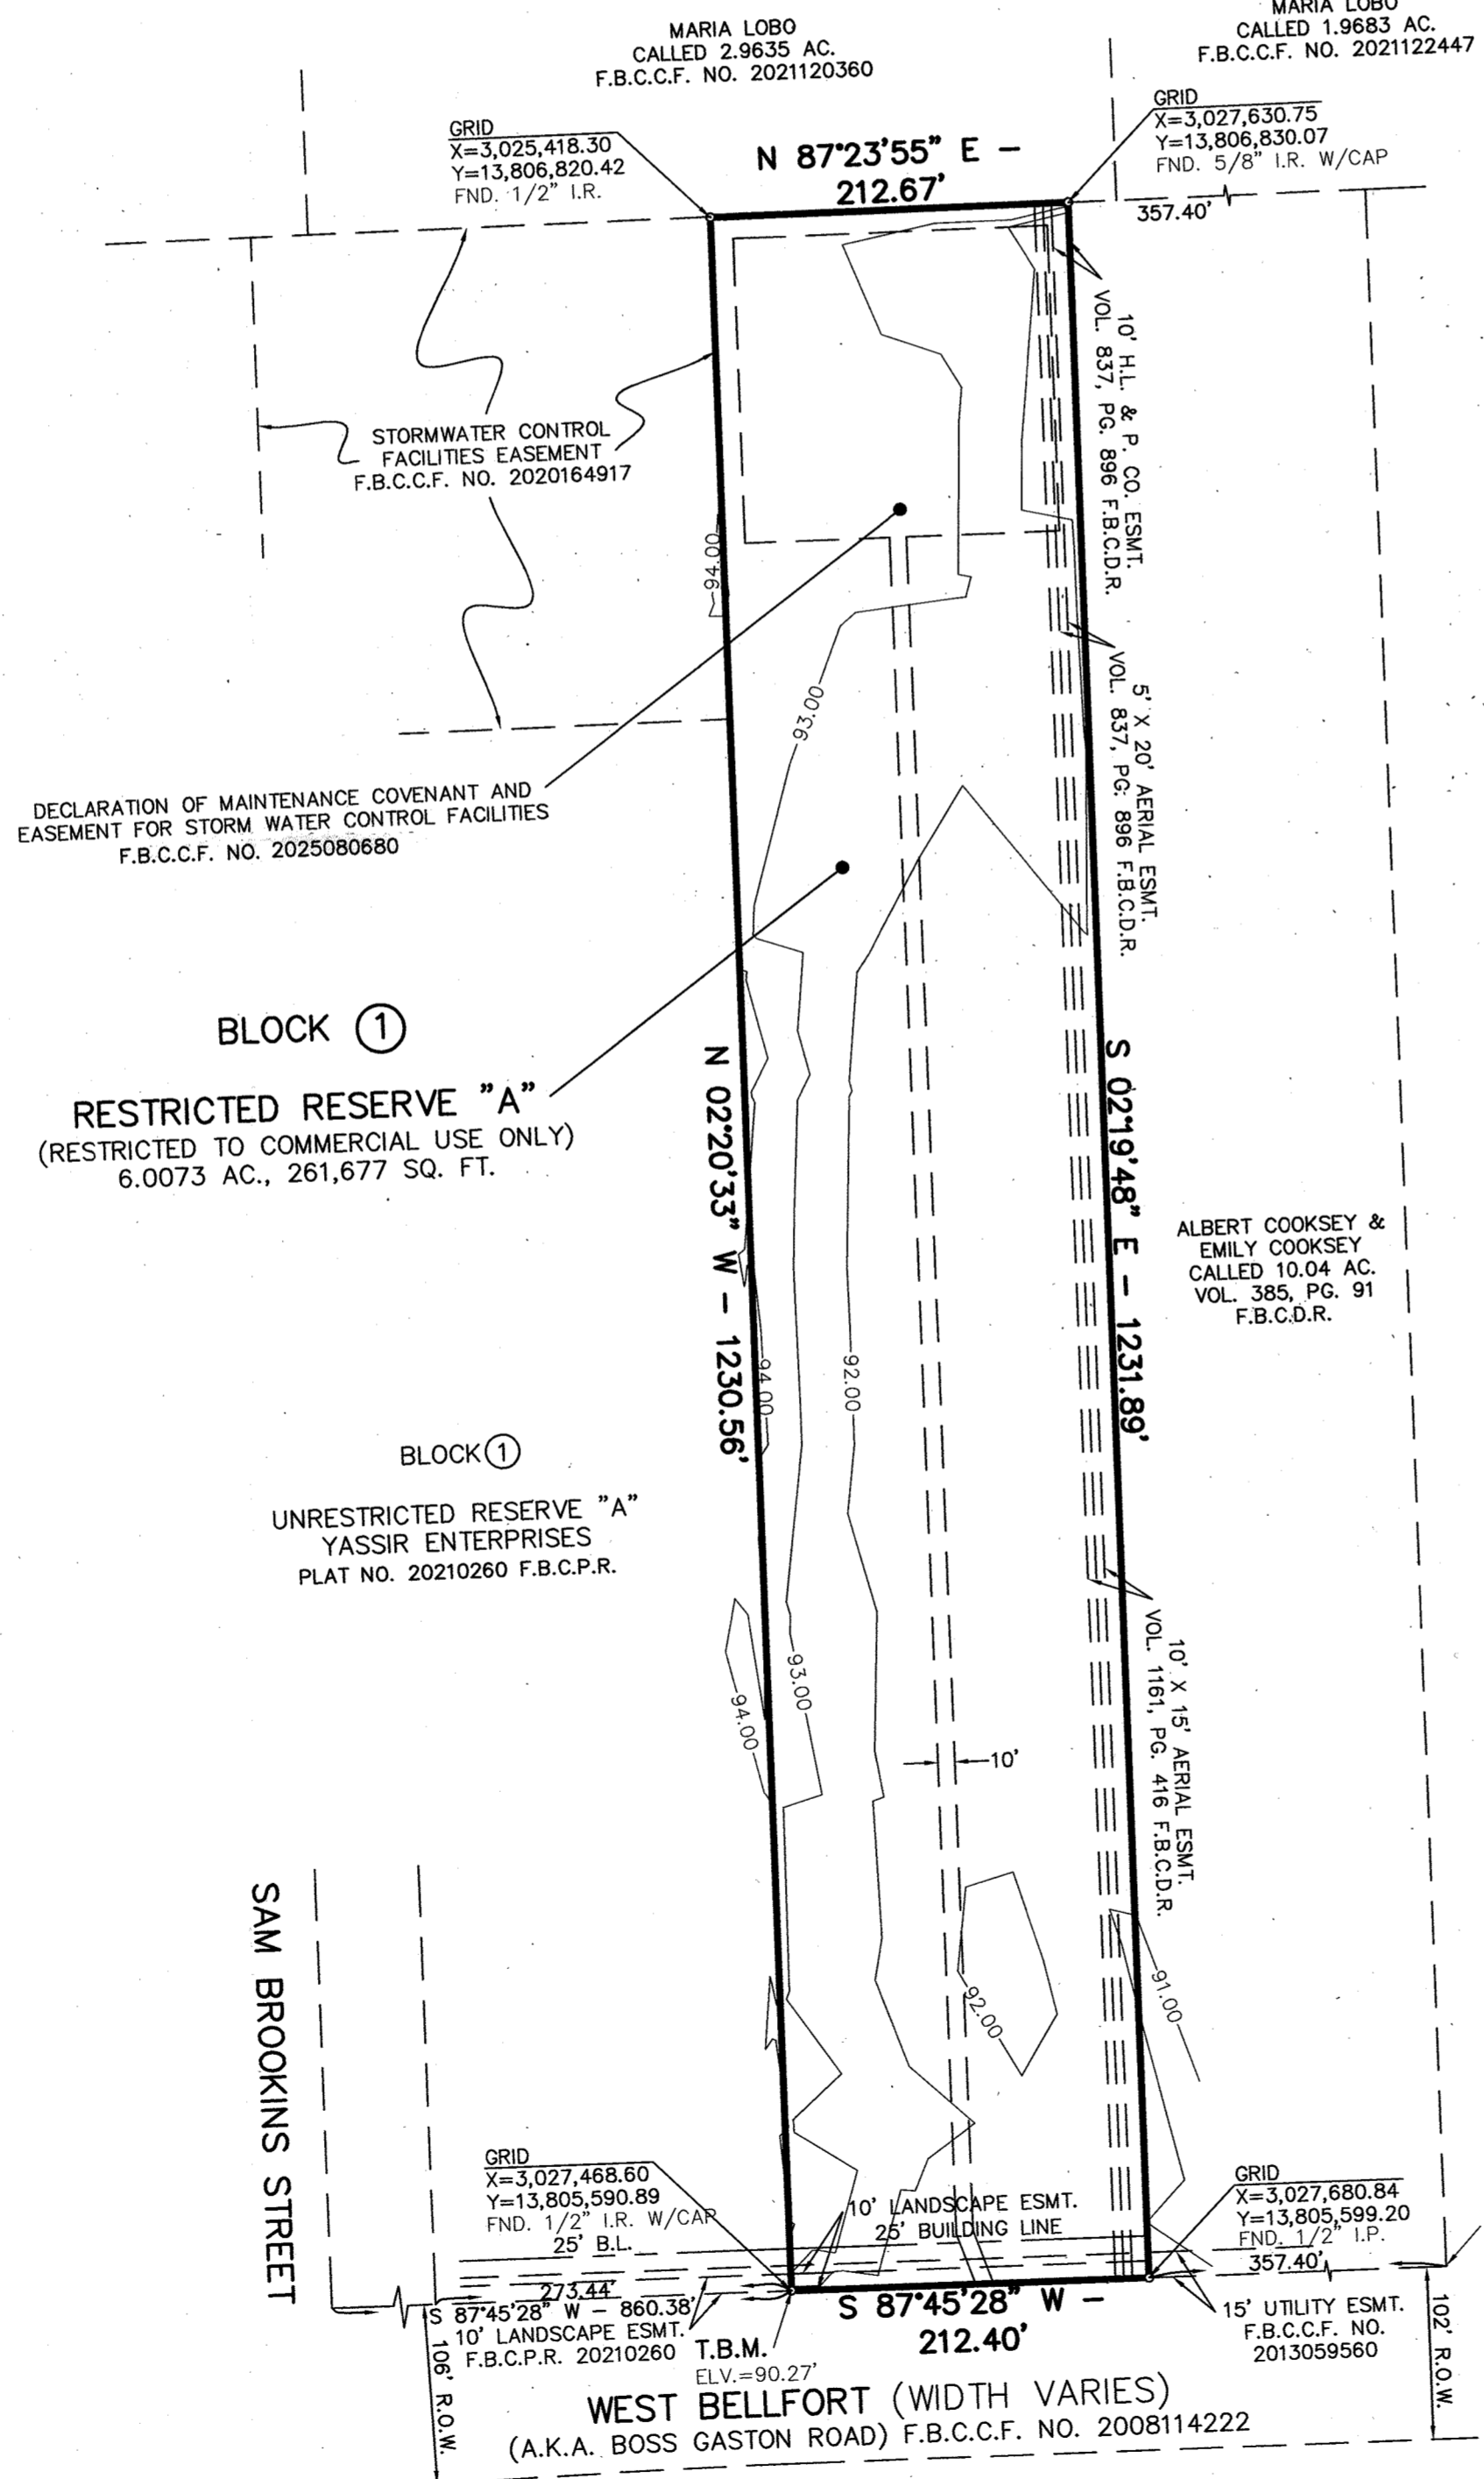 MARIA LOBO
CALLED 2.9635 AC.
F.B.C.C.F. NO. 2021120360
MARIA LOBO
CALLED 1.9683 AC.
F.B.C.C.F. NO. 2021122447
GRID
X=3,025,418.30
Y=13,806,820.42
FND. 1/2" I.R.
N 87°23'55" E -
212.67'
GRID
X=3,027,630.75
Y=13,806,830.07
FND. 5/8" I.R. W/CAP
357.40'
10' H.L. & P. CO. ESMT.
VOL. 837, PG. 896 F.B.C.D.R.
STORMWATER CONTROL
FACILITIES EASEMENT
F.B.C.C.F. NO. 2020164917
94.00
93.00
5' X 20' AERIAL ESMT.
VOL. 837, PG. 896 F.B.C.D.R.
DECLARATION OF MAINTENANCE COVENANT AND
EASEMENT FOR STORM WATER CONTROL FACILITIES
F.B.C.C.F. NO. 2025080680
BLOCK 1
RESTRICTED RESERVE "A"
(RESTRICTED TO COMMERCIAL USE ONLY)
6.0073 AC., 261,677 SQ. FT.
N 02°20'33" W - 1230.56'
S 02°19'48" E - 1231.89'
ALBERT COOKSEY &
EMILY COOKSEY
CALLED 10.04 AC.
VOL. 385, PG. 91
F.B.C.D.R.
94.00
92.00
BLOCK 1
UNRESTRICTED RESERVE "A"
YASSIR ENTERPRISES
PLAT NO. 20210260 F.B.C.P.R.
93.00
94.00
10' X 15' AERIAL ESMT.
VOL. 1161, PG. 416 F.B.C.D.R.
10'
92.00
91.00
SAM BROOKINS STREET
GRID
X=3,027,468.60
Y=13,805,590.89
FND. 1/2" I.R. W/CAP
25' B.L.
10' LANDSCAPE ESMT.
25' BUILDING LINE
GRID
X=3,027,680.84
Y=13,805,599.20
FND. 1/2" I.P.
357.40'
273.44'
S 87°45'28" W - 860.38'
10' LANDSCAPE ESMT.
F.B.C.P.R. 20210260
T.B.M.
ELV.=90.27'
S 87°45'28" W -
212.40'
15' UTILITY ESMT.
F.B.C.C.F. NO.
2013059560
106' R.O.W.
102' R.O.W.
WEST BELLFORT (WIDTH VARIES)
(A.K.A. BOSS GASTON ROAD) F.B.C.C.F. NO. 2008114222